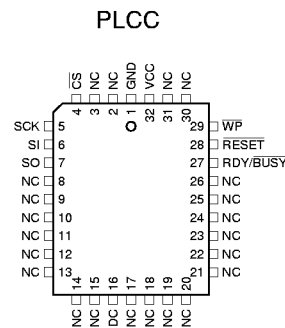 PLCC
CS NC NC GND VCC NC NC
4 3 2 1 32 31 30
SCK 5 29 WP
SI 6 28 RESET
SO 7 27 RDY/BUSY
NC 8 26 NC
NC 9 25 NC
NC 10 24 NC
NC 11 23 NC
NC 12 22 NC
NC 13 21 NC
14 15 16 17 18 19 20
NC NC DC NC NC NC NC